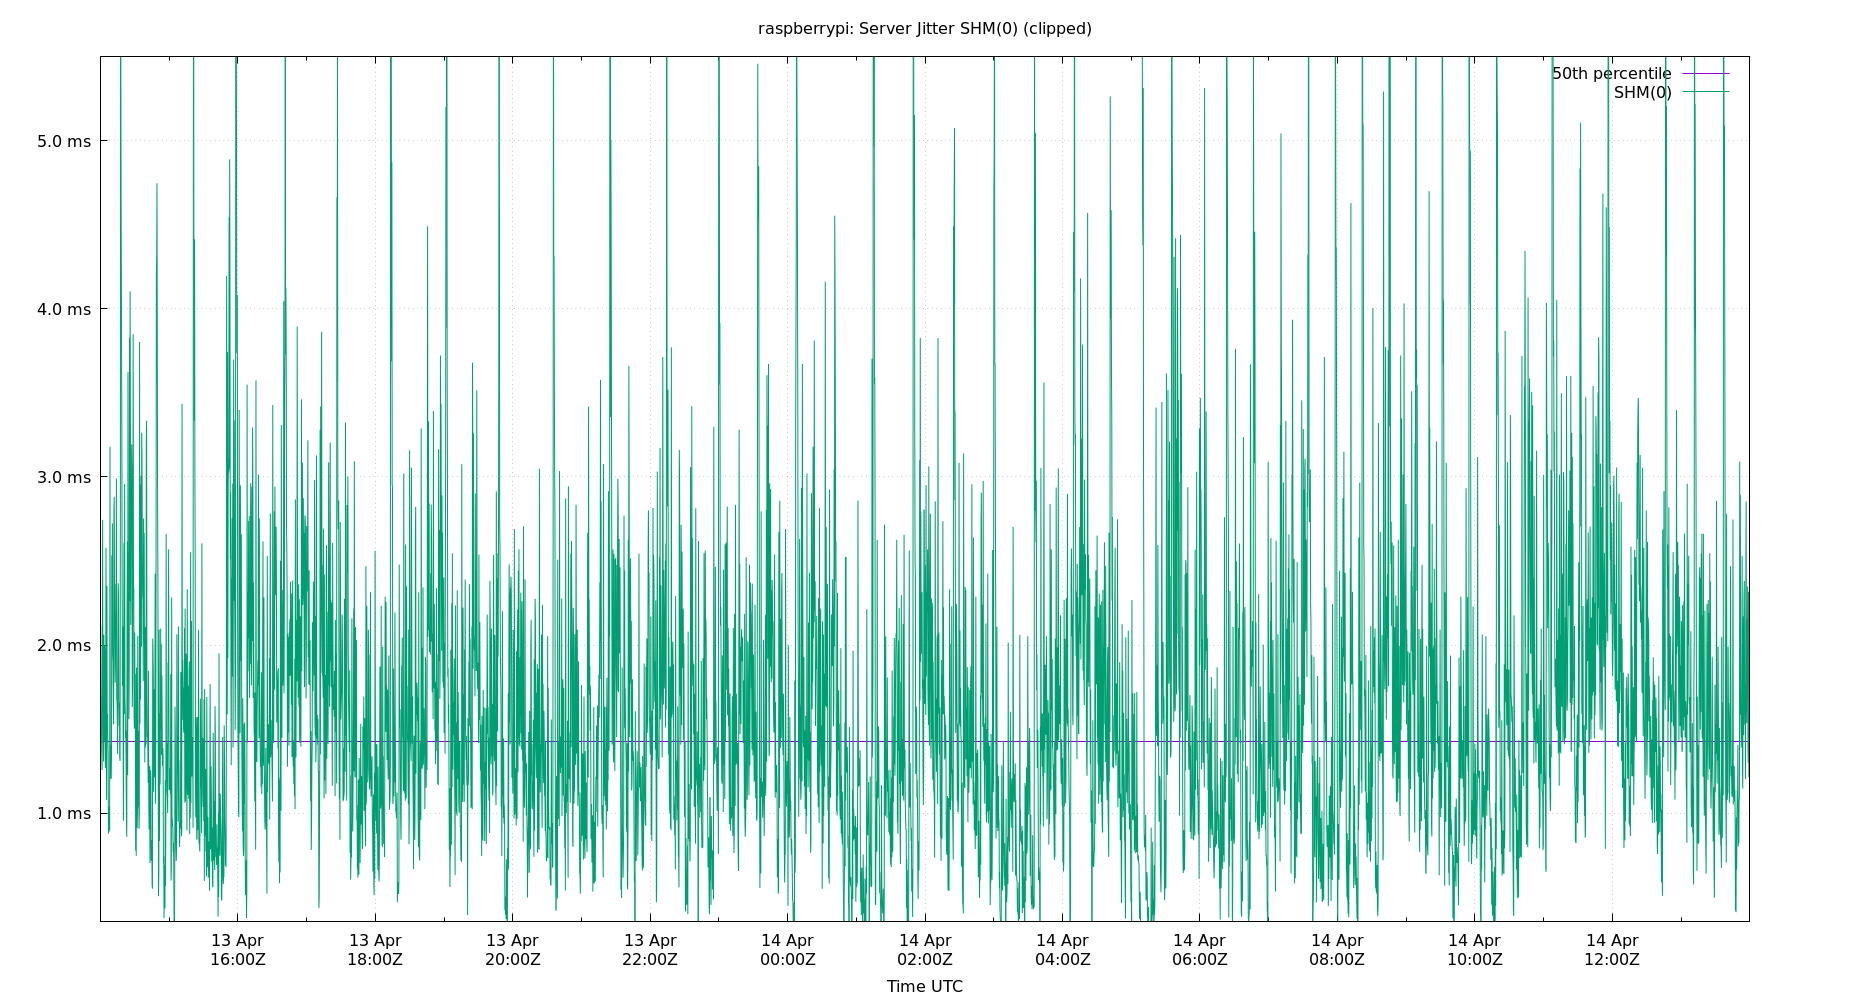 raspberrypi: Server Jitter SHM(0) (clipped)
50th percentile
SHM(0)
5.0 ms
4.0 ms
3.0 ms
2.0 ms
1.0 ms
13 Apr 13 Apr 13 Apr 13 Apr 14 Apr 14 Apr 14 Apr 14 Apr 14 Apr 14 Apr 14 Apr
16:00Z 18:00Z 20:00Z 22:00Z 00:00Z 02:00Z 04:00Z 06:00Z 08:00Z 10:00Z 12:00Z
Time UTC